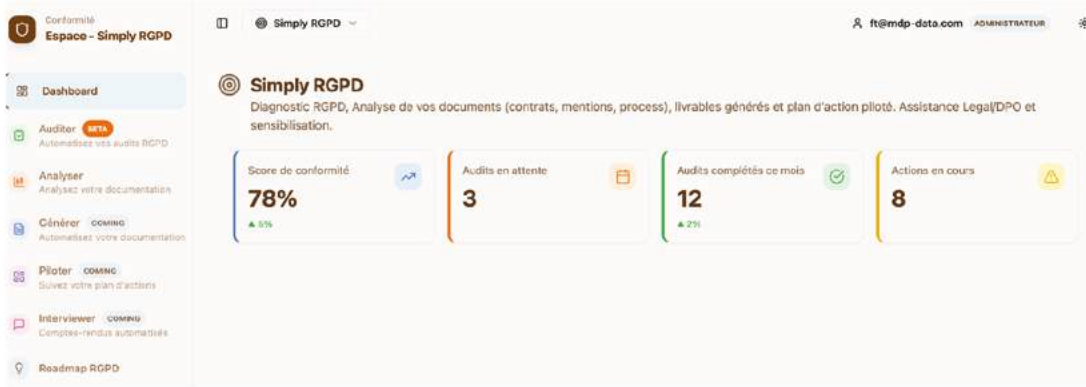 Conformité
Espace - Simply RGPD
Simply RGPD
ft@mdp-data.com ADMINISTRATEUR
Dashboard
Auditer BETA
Automatisez vos audits RGPD
Analyser
Analysez votre documentation
Générer COMING
Automatisez votre documentation
Piloter COMING
Suivez votre plan d'actions
Interviewer COMING
Comptes-rendus automatisés
Roadmap RGPD
Simply RGPD
Diagnostic RGPD, Analyse de vos documents (contrats, mentions, process), livrables générés et plan d'action piloté. Assistance Legal/DPO et
sensibilisation.
Score de conformité
78%
▲ 5%
Audits en attente
3
Audits complétés ce mois
12
▲ 2%
Actions en cours
8